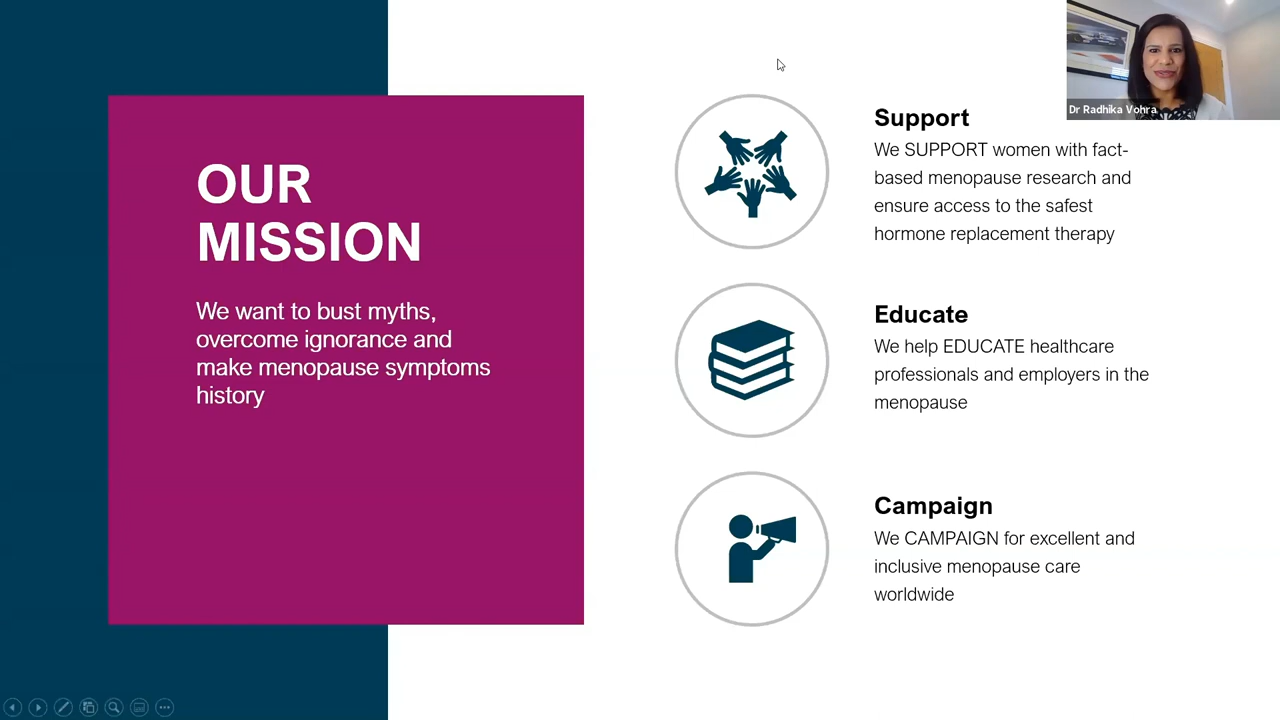 OUR
MISSION
We want to bust myths,
overcome ignorance and
make menopause symptoms
history
Support
We SUPPORT women with fact-
based menopause research and
ensure access to the safest
hormone replacement therapy
Educate
We help EDUCATE healthcare
professionals and employers in the
menopause
Campaign
We CAMPAIGN for excellent and
inclusive menopause care
worldwide
Dr Radhika Vohra